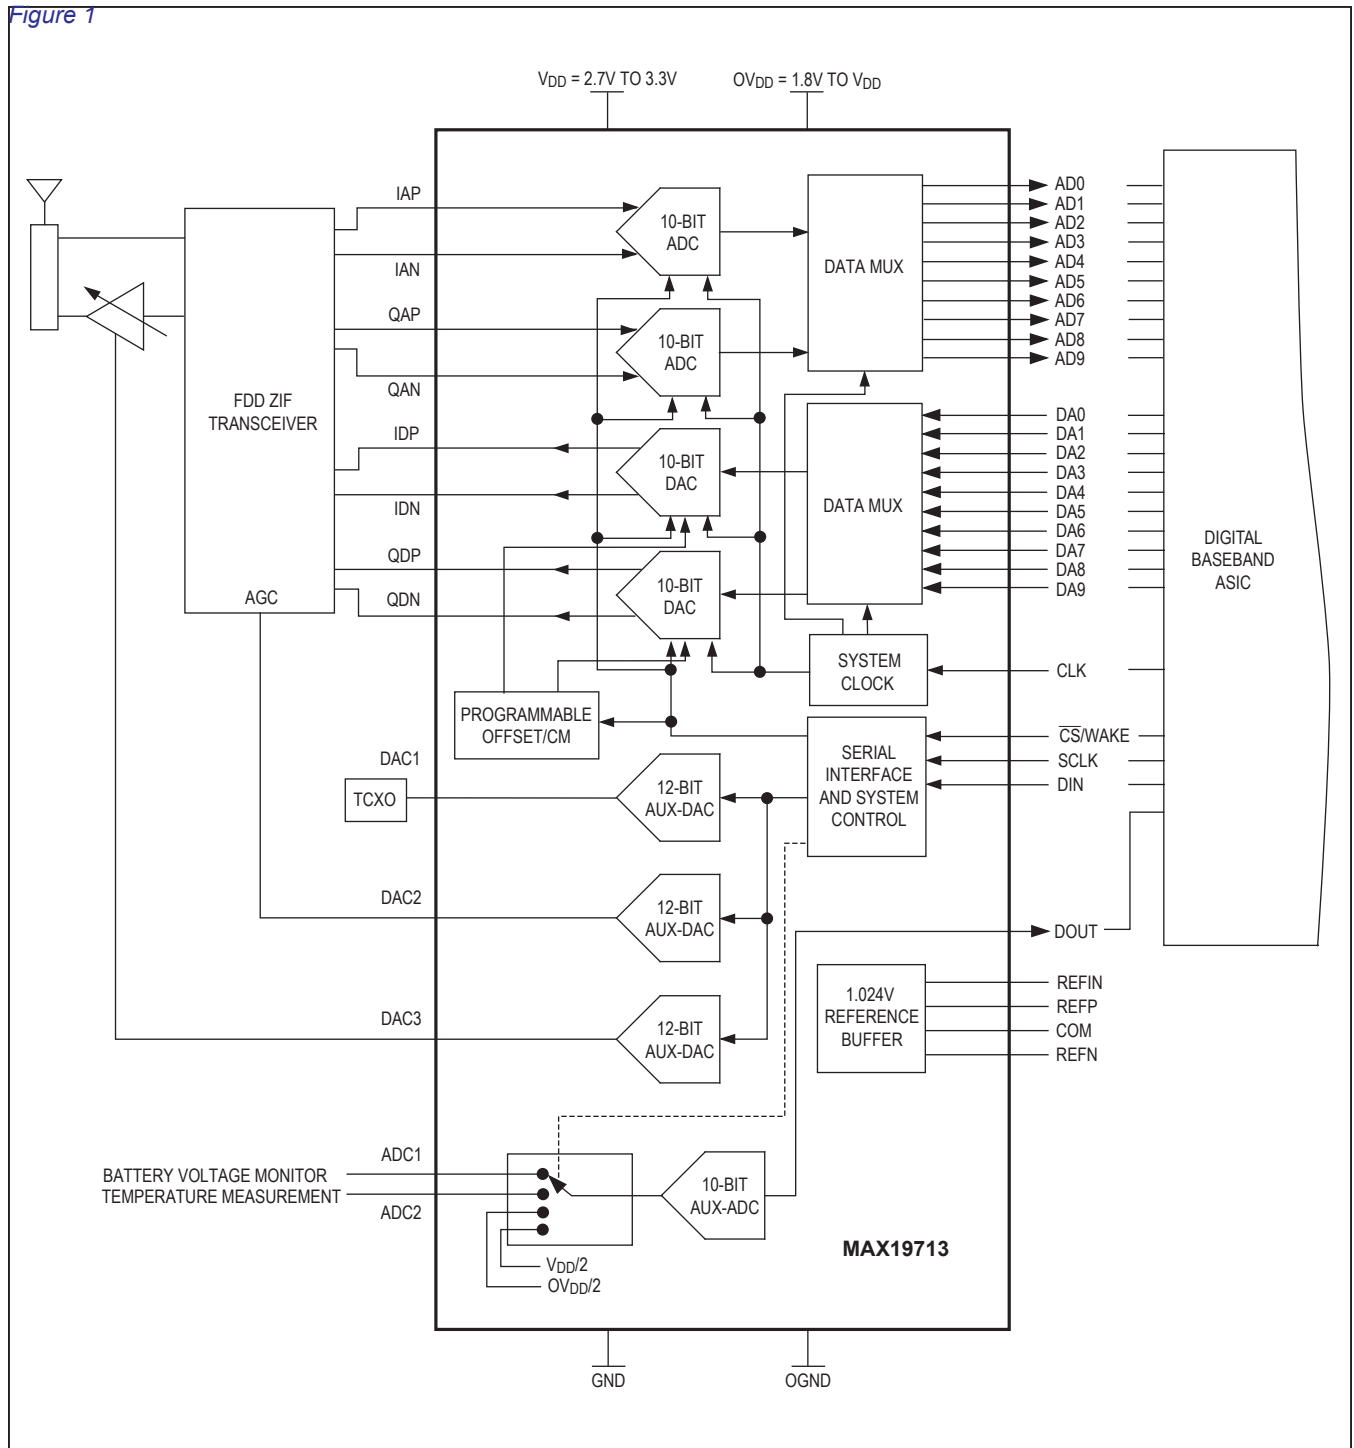 Figure 1
VDD = 2.7V TO 3.3V
OVDD = 1.8V TO VDD
IAP
IAN
QAP
QAN
IDP
IDN
QDP
QDN
FDD ZIF
TRANSCEIVER
AGC
10-BIT
ADC
10-BIT
ADC
10-BIT
DAC
10-BIT
DAC
DATA MUX
DATA MUX
AD0
AD1
AD2
AD3
AD4
AD5
AD6
AD7
AD8
AD9
DA0
DA1
DA2
DA3
DA4
DA5
DA6
DA7
DA8
DA9
DIGITAL
BASEBAND
ASIC
SYSTEM
CLOCK
CLK
PROGRAMMABLE
OFFSET/CM
SERIAL
INTERFACE
AND SYSTEM
CONTROL
CS/WAKE
SCLK
DIN
DAC1
TCXO
12-BIT
AUX-DAC
DAC2
12-BIT
AUX-DAC
DOUT
DAC3
12-BIT
AUX-DAC
1.024V
REFERENCE
BUFFER
REFIN
REFP
COM
REFN
ADC1
BATTERY VOLTAGE MONITOR
TEMPERATURE MEASUREMENT
ADC2
10-BIT
AUX-ADC
VDD/2
OVDD/2
MAX19713
GND
OGND